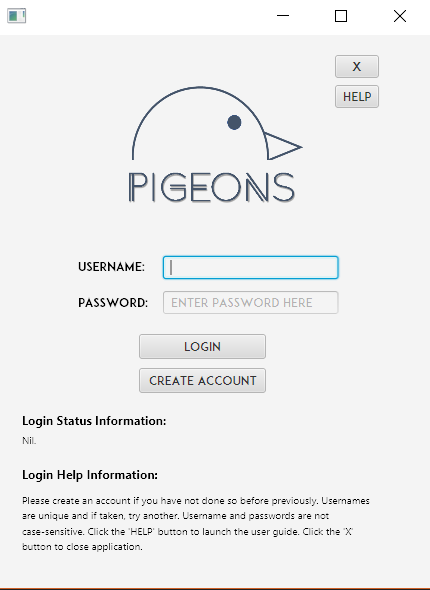 X
HELP
PIGEONS
USERNAME:
PASSWORD: ENTER PASSWORD HERE
LOGIN
CREATE ACCOUNT
Login Status Information:
Nil.
Login Help Information:
Please create an account if you have not done so before previously. Usernames
are unique and if taken, try another. Username and passwords are not
case-sensitive. Click the 'HELP' button to launch the user guide. Click the 'X'
button to close application.